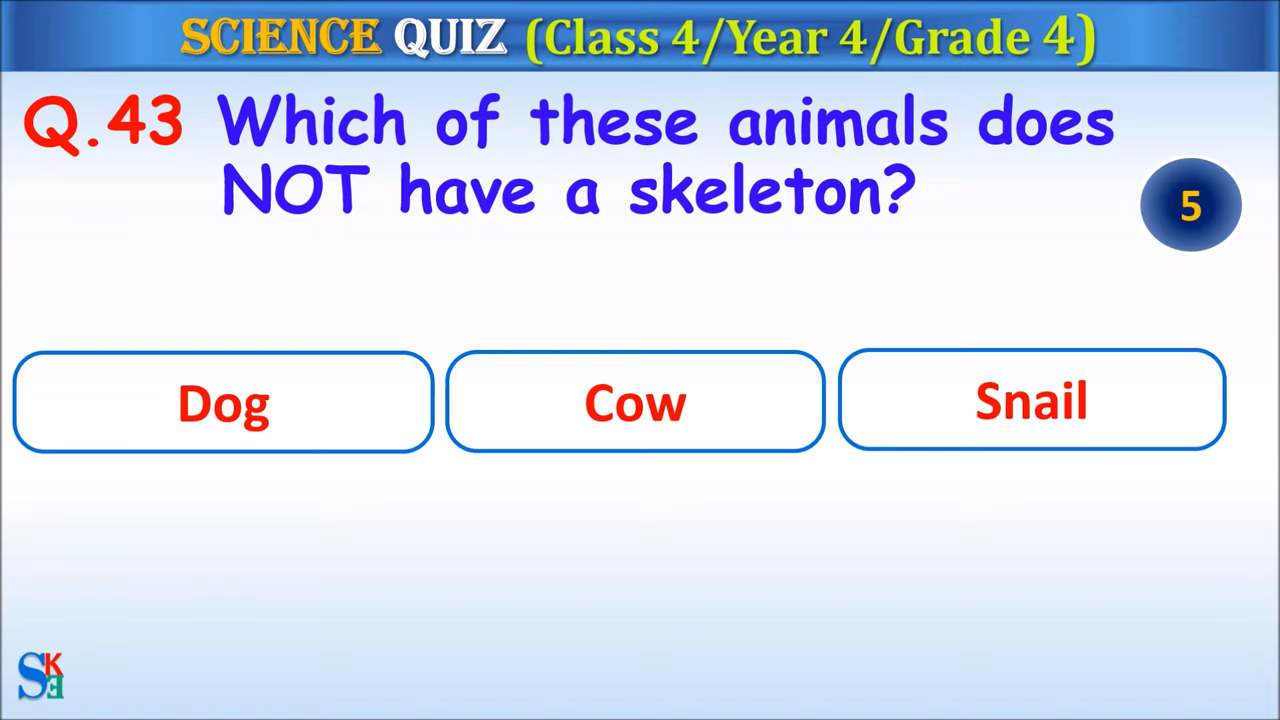 SCIENCE QUIZ (Class 4/Year 4/Grade 4)
Q.43 Which of these animals does
NOT have a skeleton?
5
Dog Cow Snail
SKE